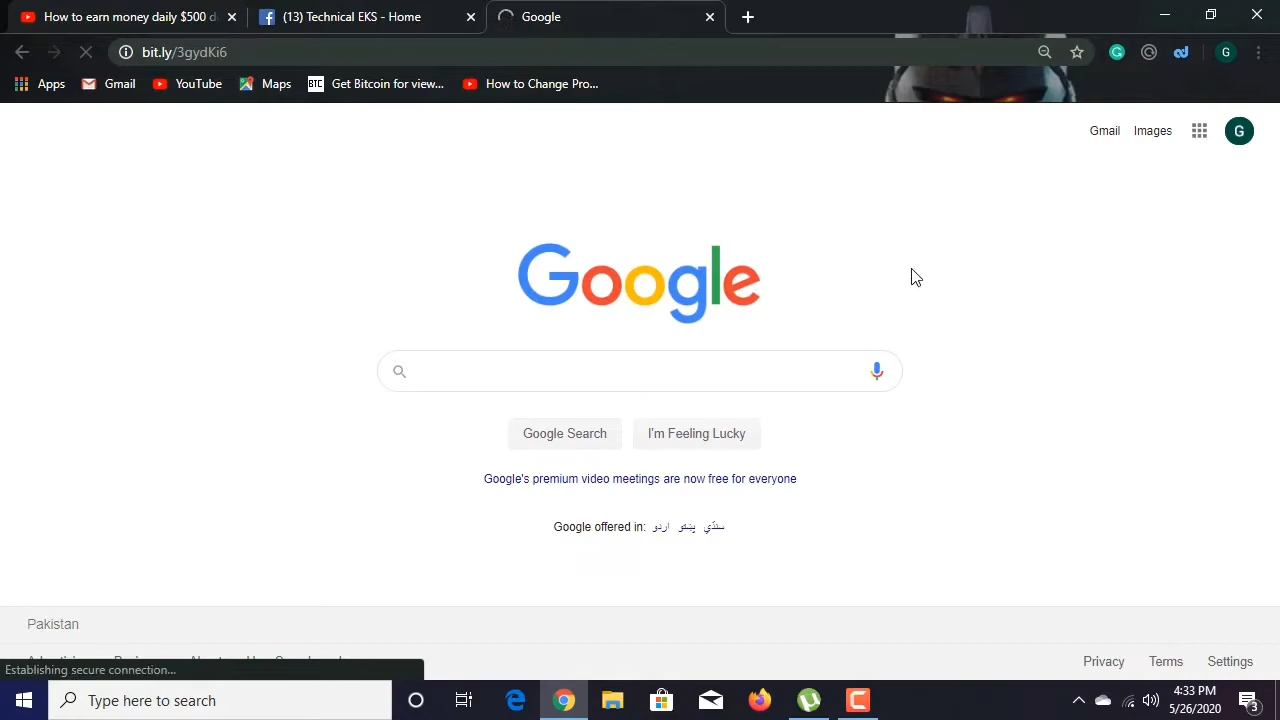 How to earn money daily $500 d
(13) Technical EKS - Home
Google
bit.ly/3gydKi6
G
Apps
Gmail
YouTube
Maps
BTC
Get Bitcoin for view...
How to Change Pro...
Gmail
Images
G
Google
Google Search
I'm Feeling Lucky
Google's premium video meetings are now free for everyone
Google offered in: اردو پښتو سنڌي
Pakistan
Privacy
Terms
Settings
Establishing secure connection...
Type here to search
4:33 PM
5/26/2020
3